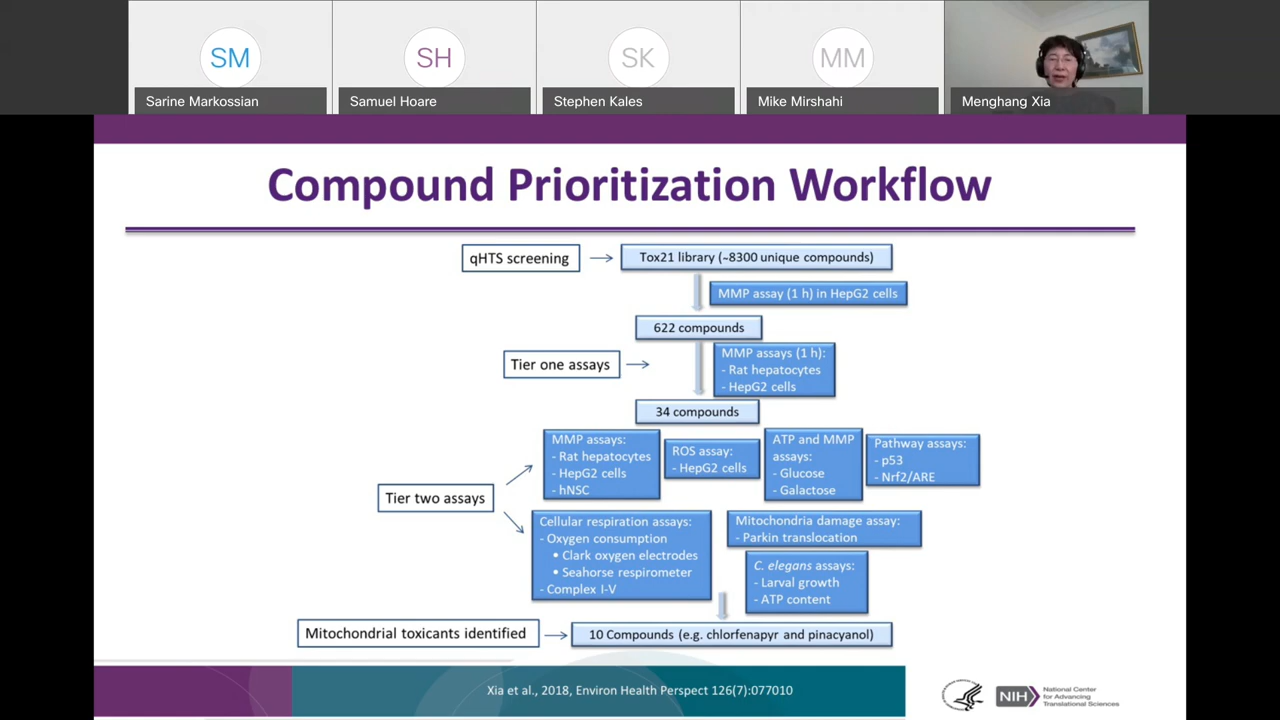 SM
SH
SK
MM
Sarine Markossian
Samuel Hoare
Stephen Kales
Mike Mirshahi
Menghang Xia
Compound Prioritization Workflow
qHTS screening
Tox21 library (~8300 unique compounds)
MMP assay (1 h) in HepG2 cells
622 compounds
Tier one assays
MMP assays (1 h):
- Rat hepatocytes
- HepG2 cells
34 compounds
Tier two assays
MMP assays:
- Rat hepatocytes
- HepG2 cells
- hNSC
ROS assay:
- HepG2 cells
ATP and MMP
assays:
- Glucose
- Galactose
Pathway assays:
- p53
- Nrf2/ARE
Cellular respiration assays:
- Oxygen consumption
• Clark oxygen electrodes
• Seahorse respirometer
- Complex I-V
Mitochondria damage assay:
- Parkin translocation
C. elegans assays:
- Larval growth
- ATP content
Mitochondrial toxicants identified
10 Compounds (e.g. chlorfenapyr and pinacyanol)
Xia et al., 2018, Environ Health Perspect 126(7):077010
NIH
National Center
for Advancing
Translational Sciences